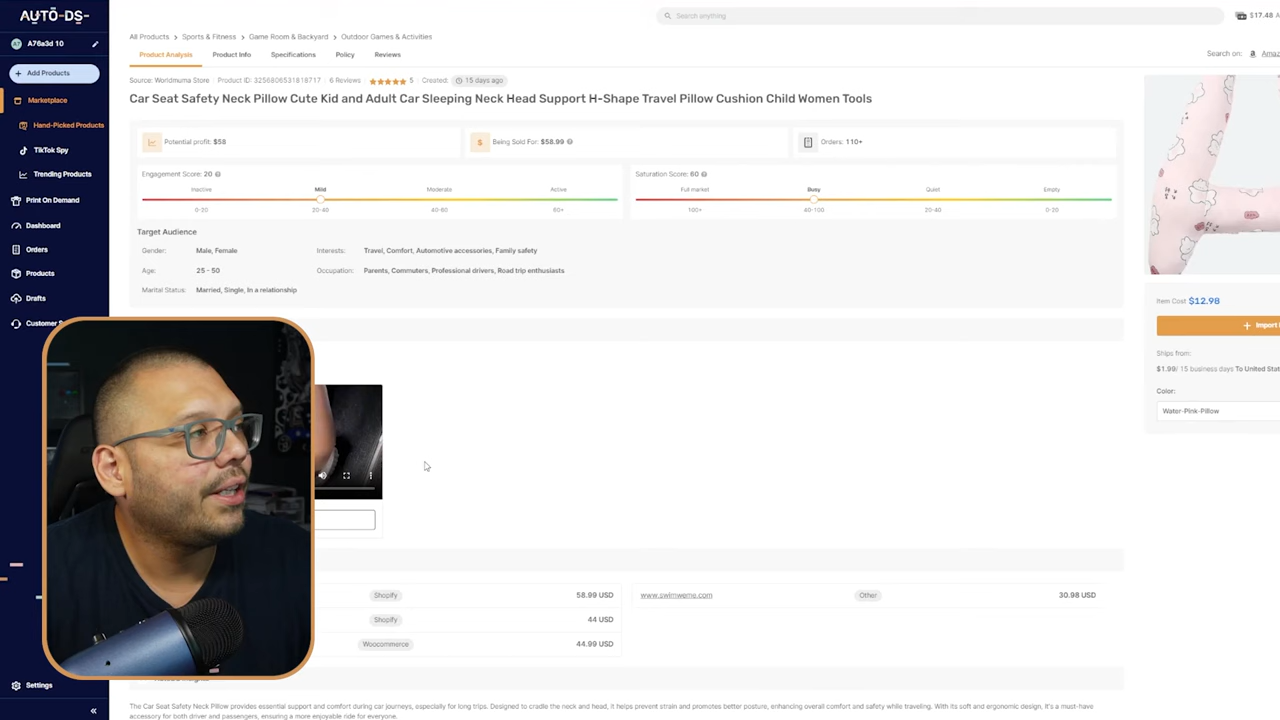 AUTO-DS-
Search anything
$17.48
A76a3d 10
All Products > Sports & Fitness > Game Room & Backyard > Outdoor Games & Activities
Product Analysis Product Info Specifications Policy Reviews
Search on: Amaz
+ Add Products
Source: Worldmuma Store Product ID: 3256806531816717 6 Reviews 5 Created: 15 days ago
Marketplace
Car Seat Safety Neck Pillow Cute Kid and Adult Car Sleeping Neck Head Support H-Shape Travel Pillow Cushion Child Women Tools
Hand-Picked Products
TikTok Spy
Trending Products
Print On Demand
Dashboard
Orders
Products
Drafts
Customer
Settings
Potential profit: $58
$ Being Sold For: $58.99
Orders: 110+
Engagement Score: 20
Inactive Mild Moderate Active
0-20 20-40 40-60 60+
Saturation Score: 60
Full market Busy Quiet Empty
100+ 40-100 20-40 0-20
Target Audience
Gender: Male, Female Interests: Travel, Comfort, Automotive accessories, Family safety
Age: 25 - 50 Occupation: Parents, Commuters, Professional drivers, Road trip enthusiasts
Marital Status: Married, Single, In a relationship
Item Cost $12.98
+ Import
Ships from:
$1.99/ 15 business days To United Stat
Color:
Water-Pink-Pillow
Shopify 58.99 USD www.swimwemo.com Other 30.98 USD
Shopify 44 USD
Woocommerce 44.99 USD
The Car Seat Safety Neck Pillow provides essential support and comfort during car journeys, especially for long trips. Designed to cradle the neck and head, it helps prevent strain and promotes better posture, enhancing overall comfort and safety while traveling. With its soft and ergonomic design, it's a must-have
accessory for both driver and passengers, ensuring a more enjoyable ride for everyone.